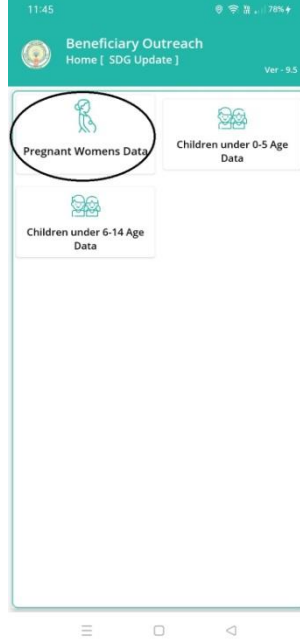 11:45
78%
Beneficiary Outreach
Home [ SDG Update ]
Ver - 9.5
Pregnant Womens Data
Children under 0-5 Age
Data
Children under 6-14 Age
Data